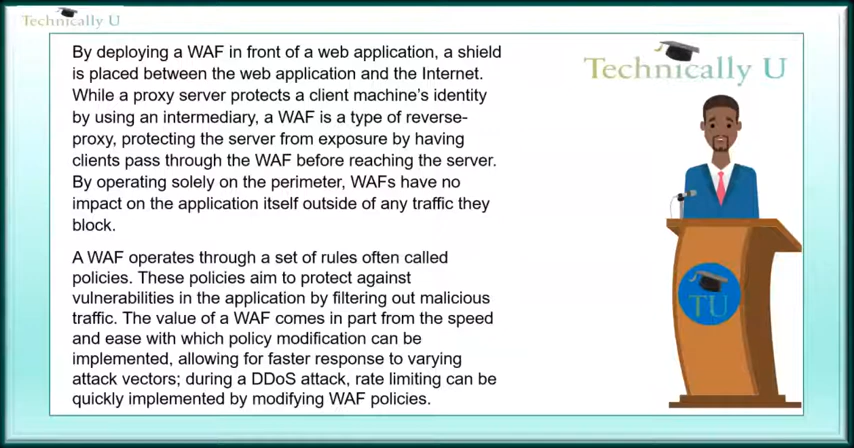 Technically U
By deploying a WAF in front of a web application, a shield
is placed between the web application and the Internet.
While a proxy server protects a client machine's identity
by using an intermediary, a WAF is a type of reverse-
proxy, protecting the server from exposure by having
clients pass through the WAF before reaching the server.
By operating solely on the perimeter, WAFs have no
impact on the application itself outside of any traffic they
block.
A WAF operates through a set of rules often called
policies. These policies aim to protect against
vulnerabilities in the application by filtering out malicious
traffic. The value of a WAF comes in part from the speed
and ease with which policy modification can be
implemented, allowing for faster response to varying
attack vectors; during a DDoS attack, rate limiting can be
quickly implemented by modifying WAF policies.
Technically U
TU